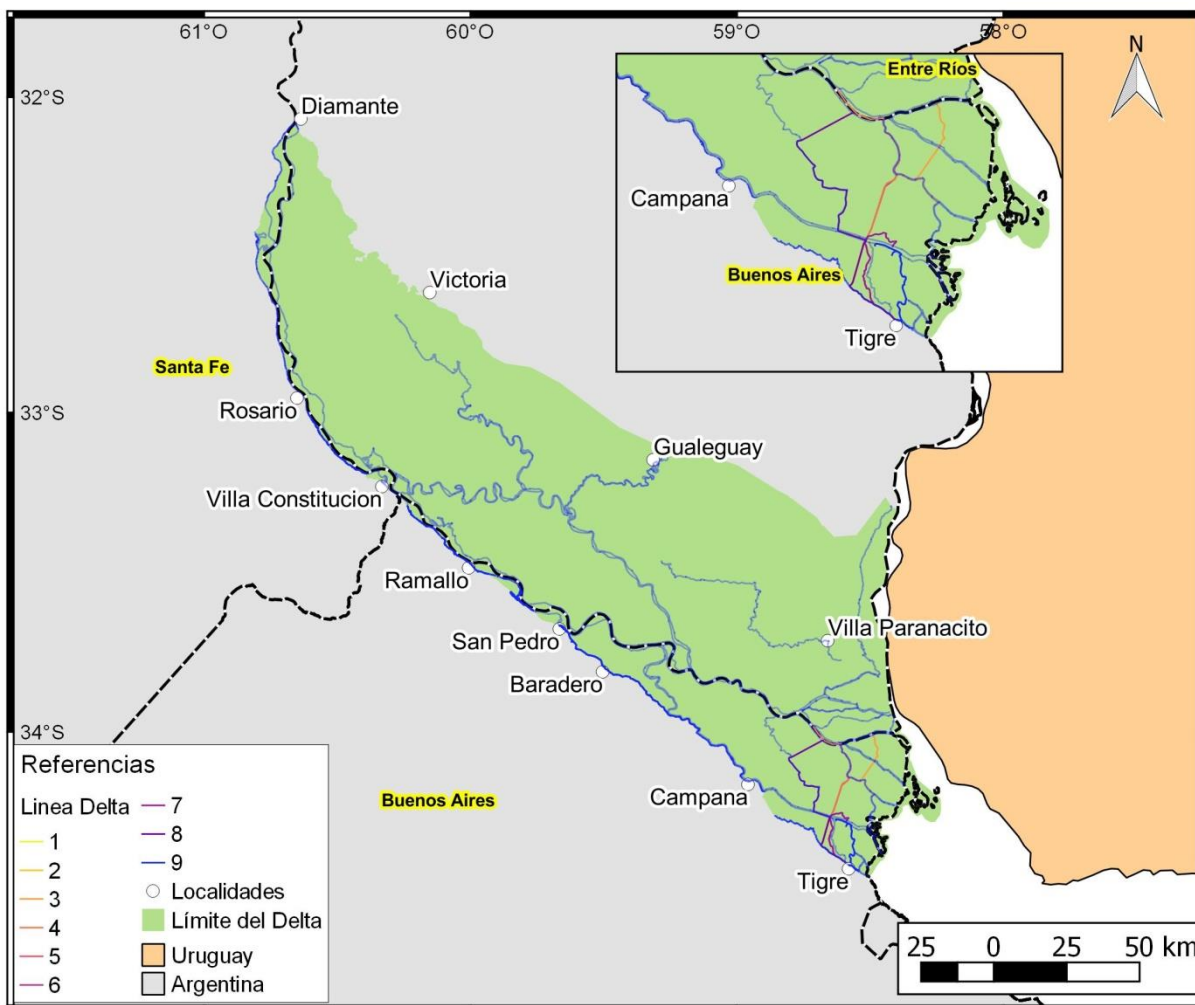 61°O
60°O
59°O
58°O
N
Entre Ríos
32°S
Diamante
Campana
Buenos Aires
Victoria
Tigre
Santa Fe
33°S
Rosario
Gualeguay
Villa Constitucion
Ramallo
San Pedro
Villa Paranacito
Baradero
34°S
Campana
Buenos Aires
Tigre
Referencias
Linea Delta
1
2
3
4
5
6
7
8
9
Localidades
Límite del Delta
Uruguay
Argentina
25 0 25 50 km